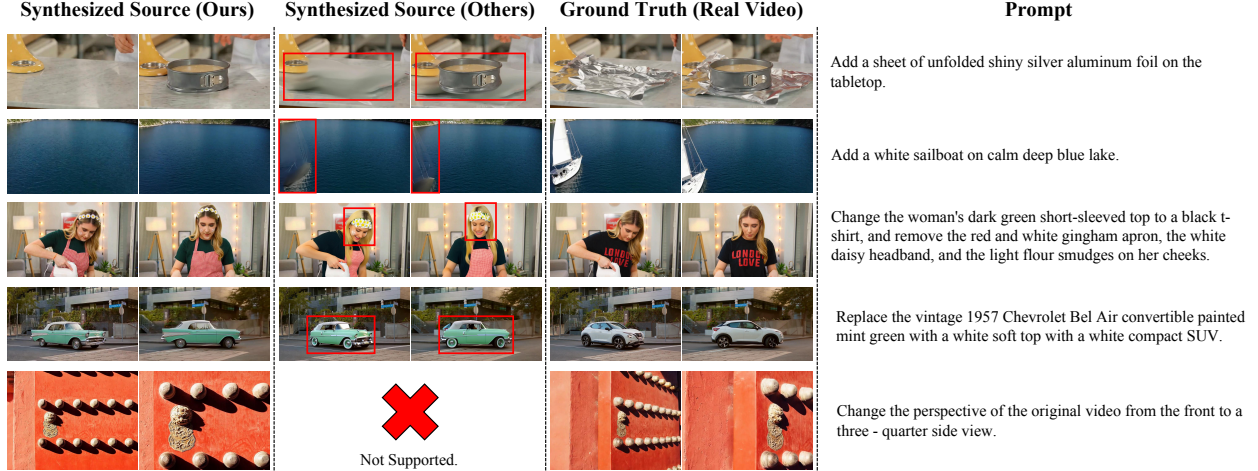 Synthesized Source (Ours) Synthesized Source (Others) Ground Truth (Real Video) Prompt
Add a sheet of unfolded shiny silver aluminum foil on the
tabletop.
Add a white sailboat on calm deep blue lake.
Change the woman's dark green short-sleeved top to a black t-
shirt, and remove the red and white gingham apron, the white
daisy headband, and the light flour smudges on her cheeks.
LONDO
LOVE
LONDO
LOVE
Replace the vintage 1957 Chevrolet Bel Air convertible painted
mint green with a white soft top with a white compact SUV.
Not Supported.
Change the perspective of the original video from the front to a
three - quarter side view.